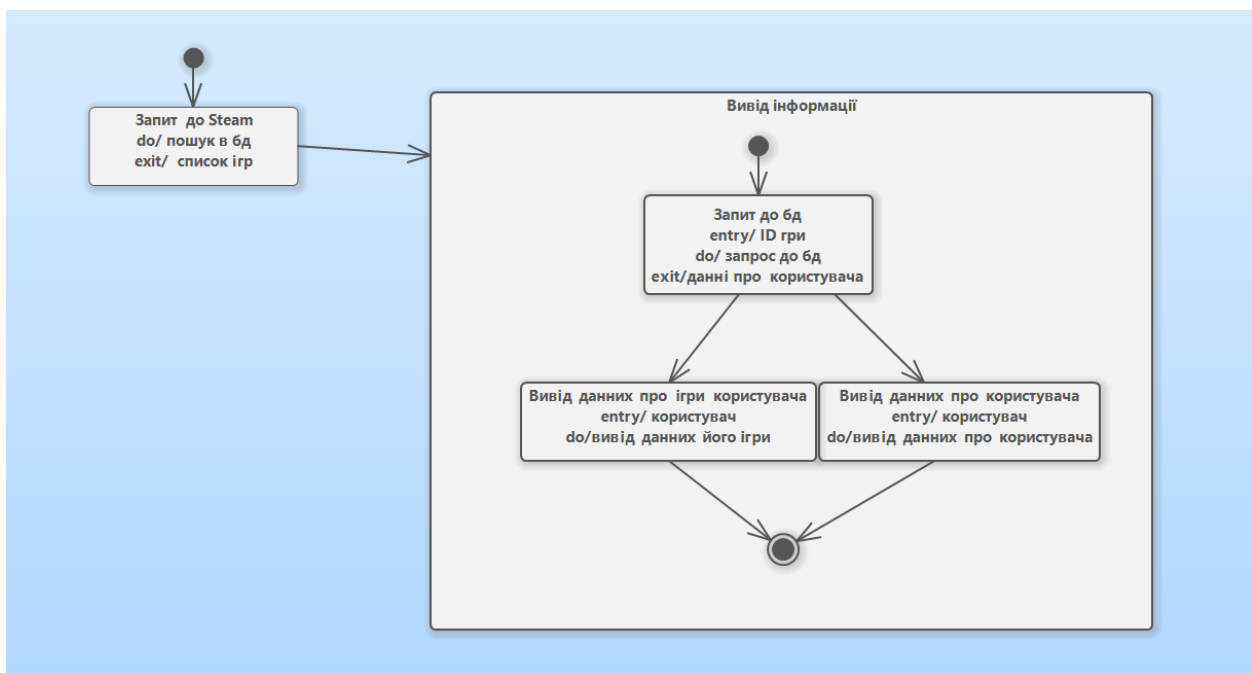 Запит до Steam
do/ пошук в бд
exit/ список ігр
Вивід інформації
Запит до бд
entry/ ID гри
do/ запрос до бд
exit/данні про користувача
Вивід данних про ігри користувача
entry/ користувач
do/вивід данних його ігри
Вивід данних про користувача
entry/ користувач
do/вивід данних про користувача